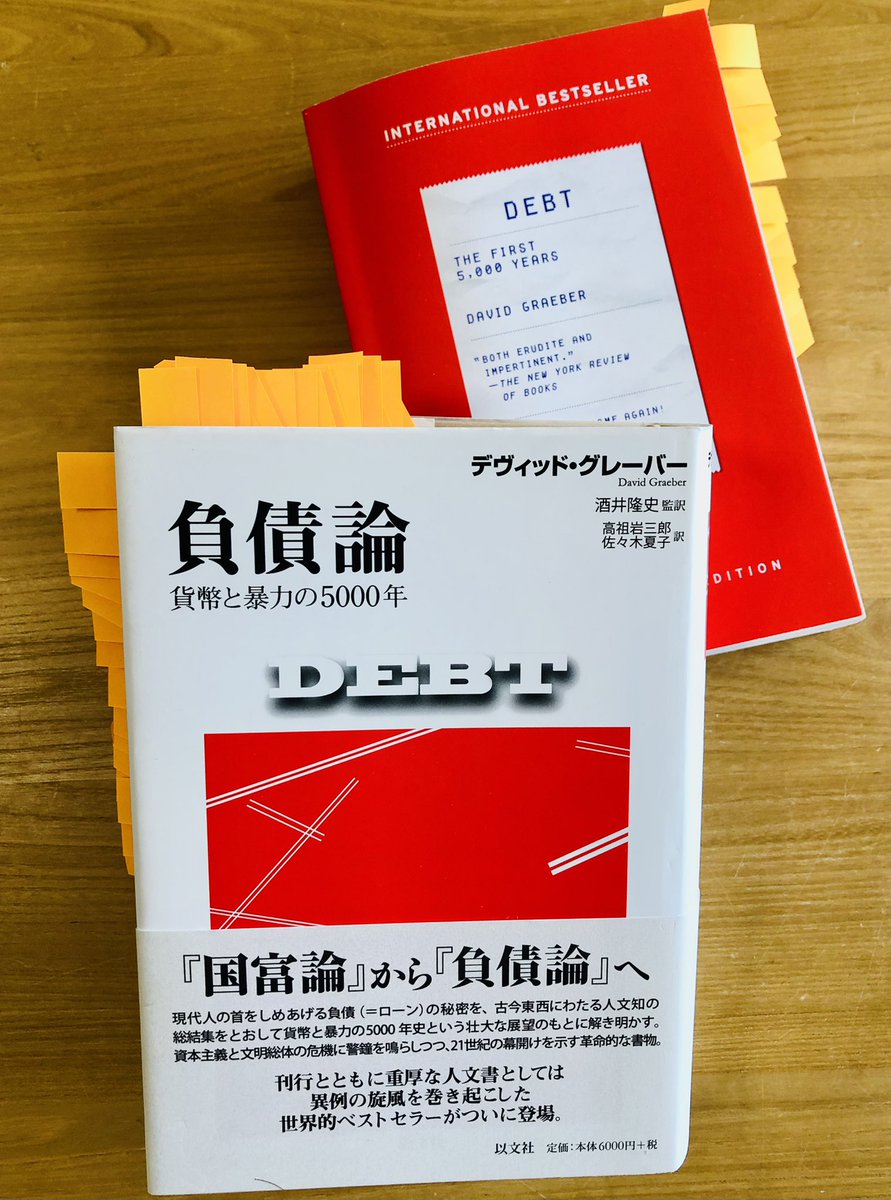 INTERNATIONAL BESTSELLER
DEBT
THE FIRST
5,000 YEARS
DAVID GRAEBER
"BOTH ERUDITE AND
IMPERTINENT."
—THE NEW YORK REVIEW
OF BOOKS
AGAIN!
EDITION
デヴィッド・グレーバー
David Graeber
酒井隆史 監訳
高祖岩三郎
佐々木夏子 訳
負債論
貨幣と暴力の5000年
DEBT
『国富論』から『負債論』へ
現代人の首をしめあげる負債(=ローン)の秘密を、古今東西にわたる人文知の
総結集をとおして貨幣と暴力の5000年史という壮大な展望のもとに解き明かす。
資本主義と文明総体の危機に警鐘を鳴らしつつ、21世紀の幕開けを示す革命的な書物。
刊行とともに重厚な人文書としては
異例の旋風を巻き起こした
世界的ベストセラーがついに登場。
以文社 定価:本体6000円+税